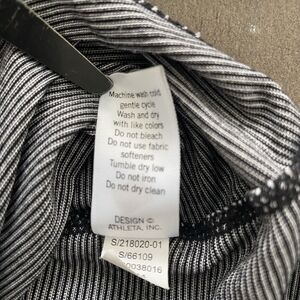 Machine wash cold
gentle cycle
Wash and dry
with like colors
Do not bleach
Do not use fabric
softeners
Tumble dry low
Do not iron
Do not dry clean
DESIGN ©
ATHLETA, INC.
S/218020-01
S/66109
0038016